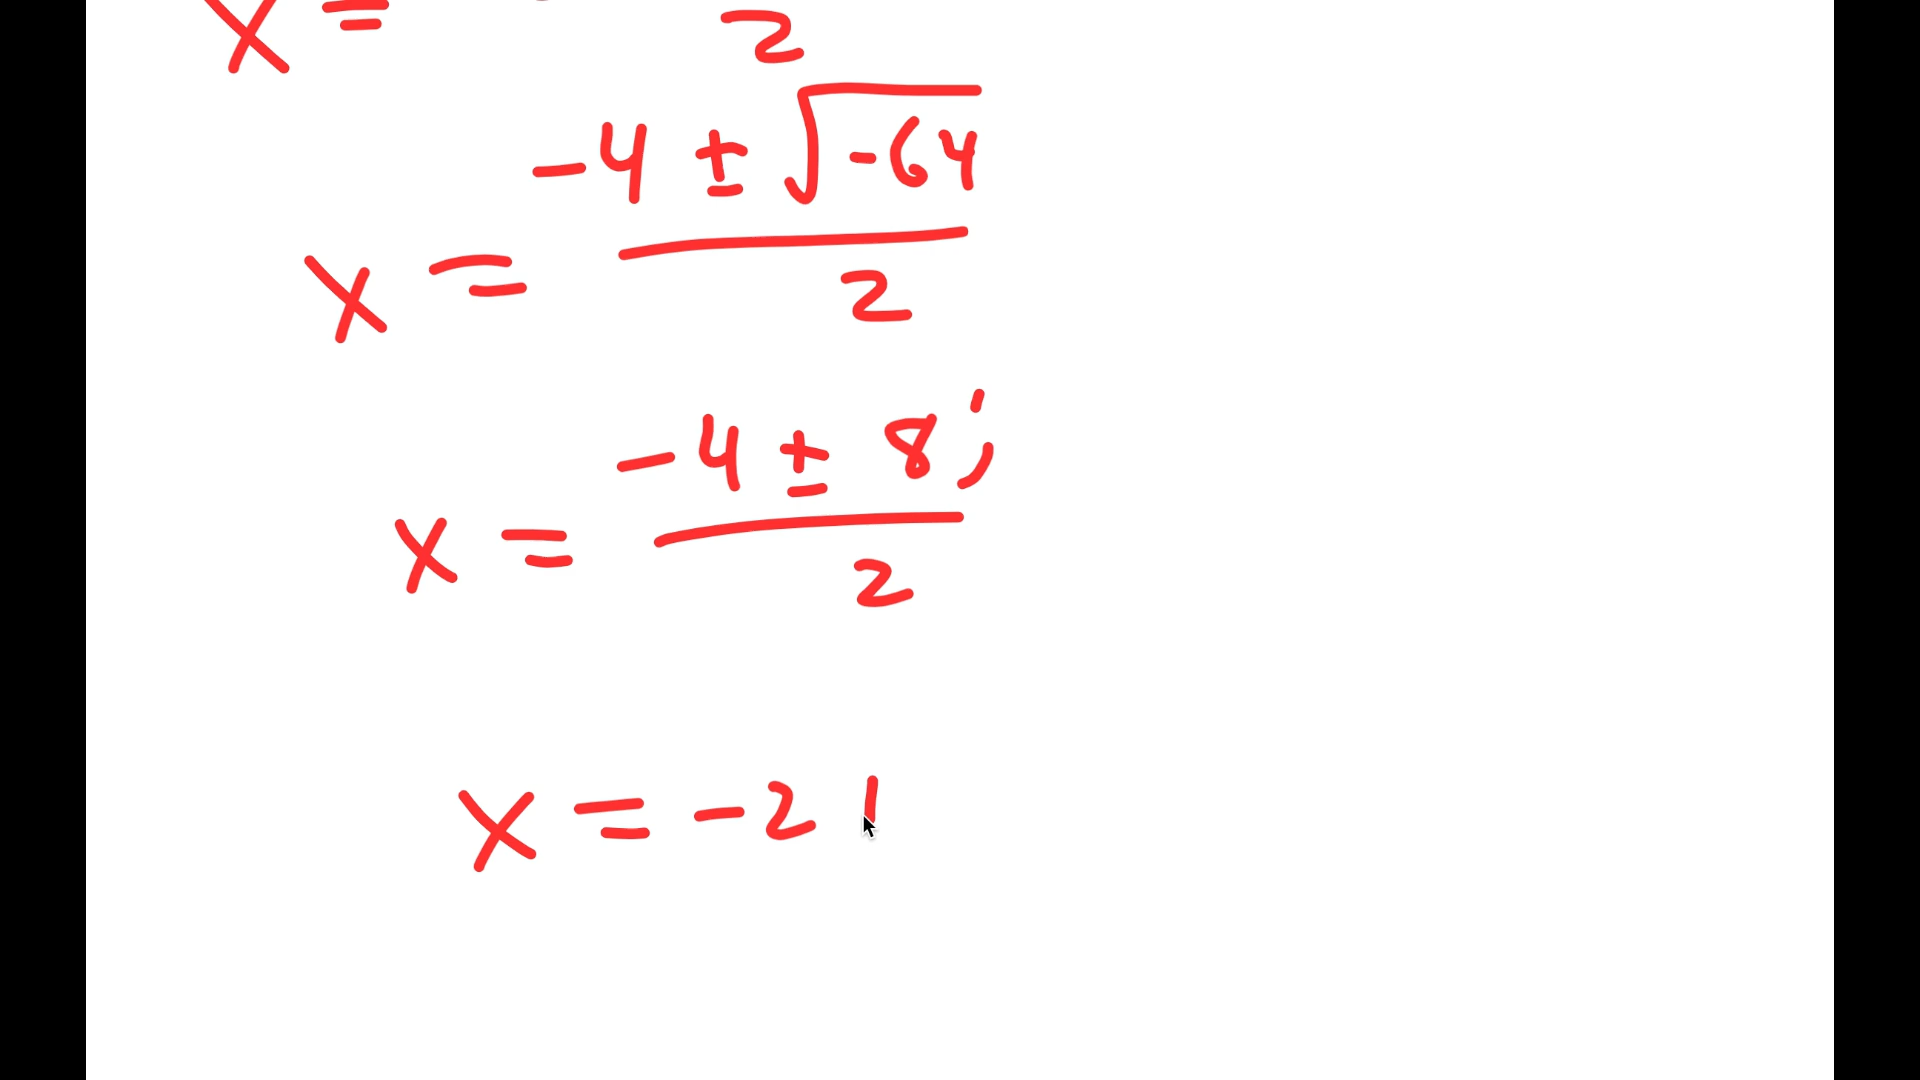 x = 2
-4 ± √-64
x = 2
-4 ± 8i
x = 2
x = -2 |